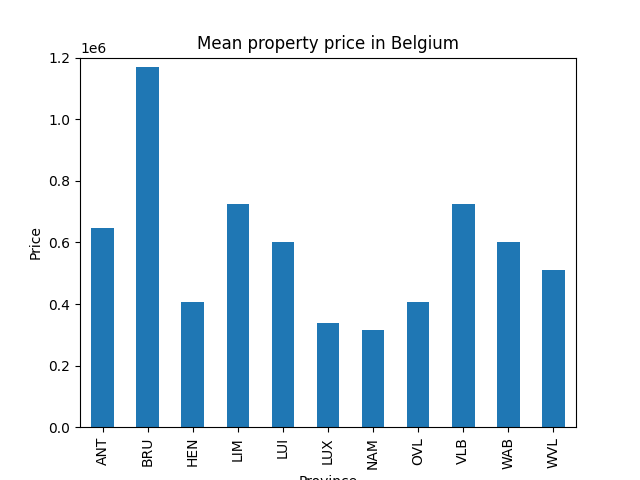 Mean property price in Belgium
1e6
1.2
1.0
0.8
0.6
0.4
0.2
0.0
Price
ANT
BRU
HEN
LIM
LUI
LUX
NAM
OVL
VLB
WAB
WVL
Province